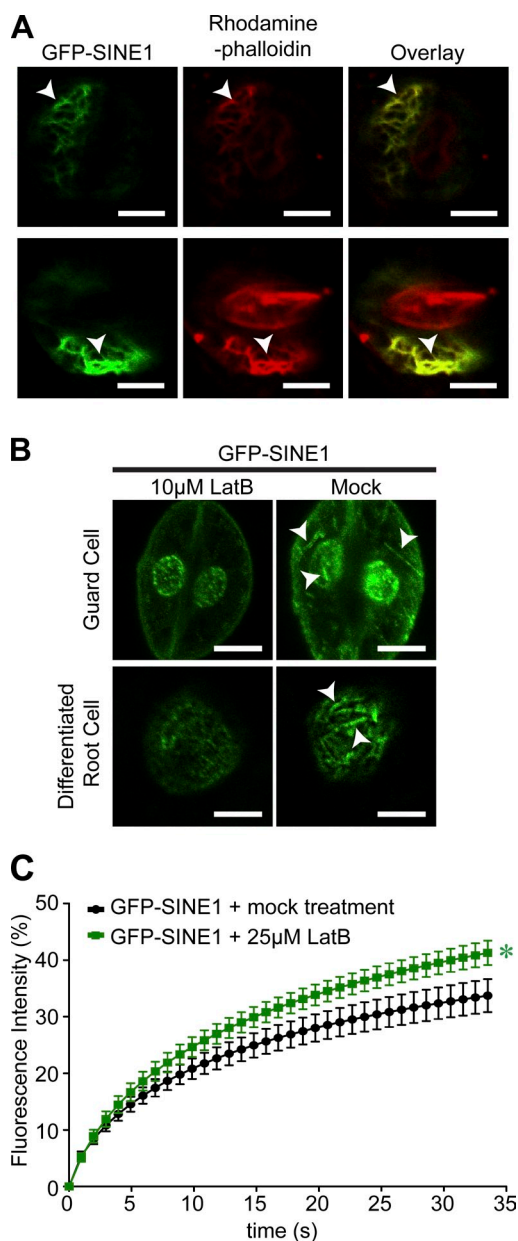 A
GFP-SINE1
Rhodamine
-phalloidin
Overlay
B
GFP-SINE1
10µM LatB
Mock
Guard Cell
Differentiated
Root Cell
C
GFP-SINE1 + mock treatment
GFP-SINE1 + 25µM LatB
*
Fluorescence Intensity (%)
50
40
30
20
10
0
0 5 10 15 20 25 30 35
time (s)